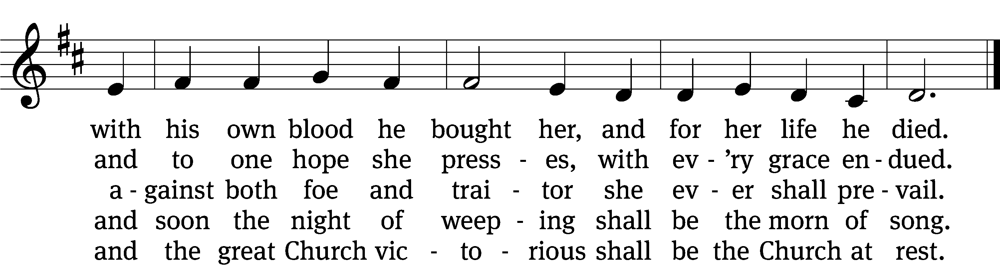 with his own blood he bought her, and for her life he died.
and to one hope she press - es, with ev - ’ry grace en - dued.
a - gainst both foe and trai - tor she ev - er shall pre - vail.
and soon the night of weep - ing shall be the morn of song.
and the great Church vic - to - rious shall be the Church at rest.